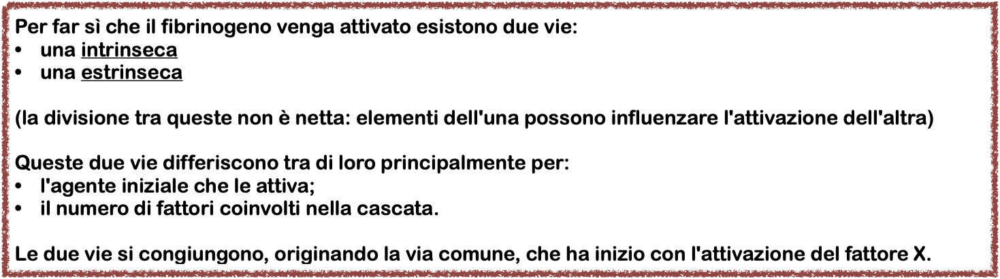 Per far sì che il fibrinogeno venga attivato esistono due vie:
• una intrinseca
• una estrinseca
(la divisione tra queste non è netta: elementi dell'una possono influenzare l'attivazione dell'altra)
Queste due vie differiscono tra di loro principalmente per:
• l'agente iniziale che le attiva;
• il numero di fattori coinvolti nella cascata.
Le due vie si congiungono, originando la via comune, che ha inizio con l'attivazione del fattore X.